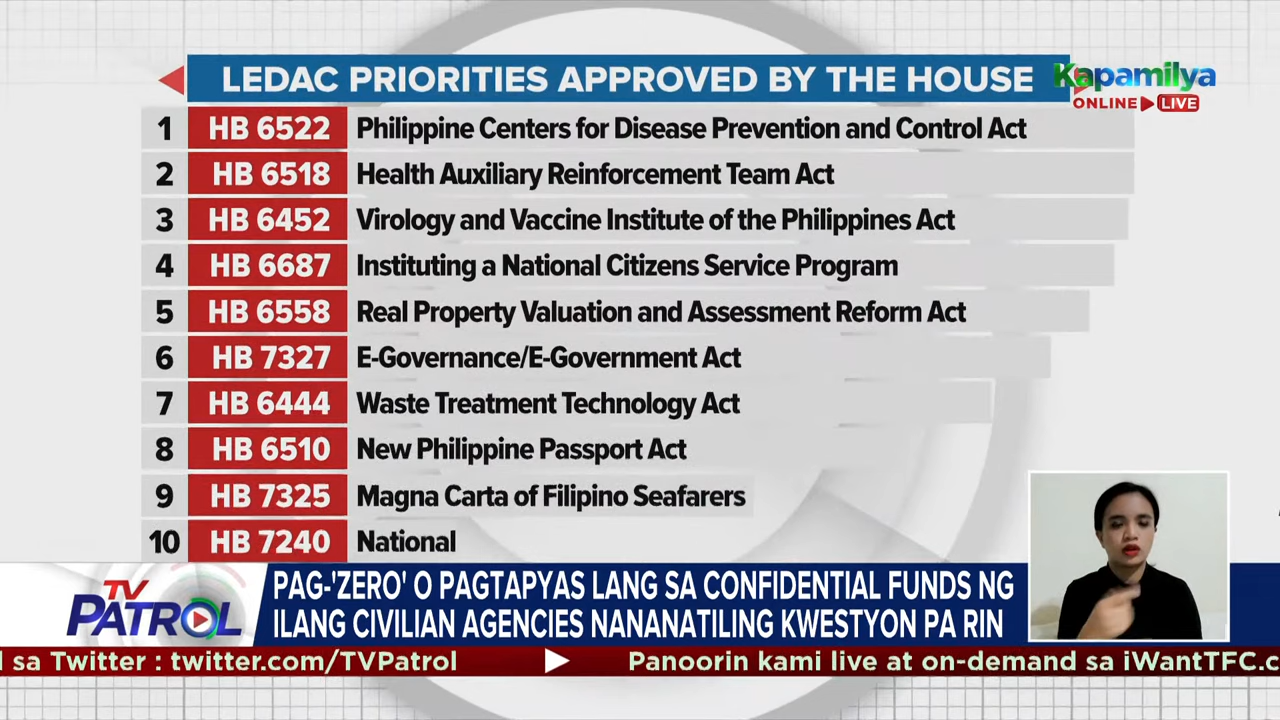 LEDAC PRIORITIES APPROVED BY THE HOUSE
Kapamilya
ONLINE LIVE
1 HB 6522 Philippine Centers for Disease Prevention and Control Act
2 HB 6518 Health Auxiliary Reinforcement Team Act
3 HB 6452 Virology and Vaccine Institute of the Philippines Act
4 HB 6687 Instituting a National Citizens Service Program
5 HB 6558 Real Property Valuation and Assessment Reform Act
6 HB 7327 E-Governance/E-Government Act
7 HB 6444 Waste Treatment Technology Act
8 HB 6510 New Philippine Passport Act
9 HB 7325 Magna Carta of Filipino Seafarers
10 HB 7240 National
TV PATROL
PAG-'ZERO' O PAGTAPYAS LANG SA CONFIDENTIAL FUNDS NG
ILANG CIVILIAN AGENCIES NANANATILING KWESTYON PA RIN
sa Twitter : twitter.com/TVPatrol Panoorin kami live at on-demand sa iWantTFC.c